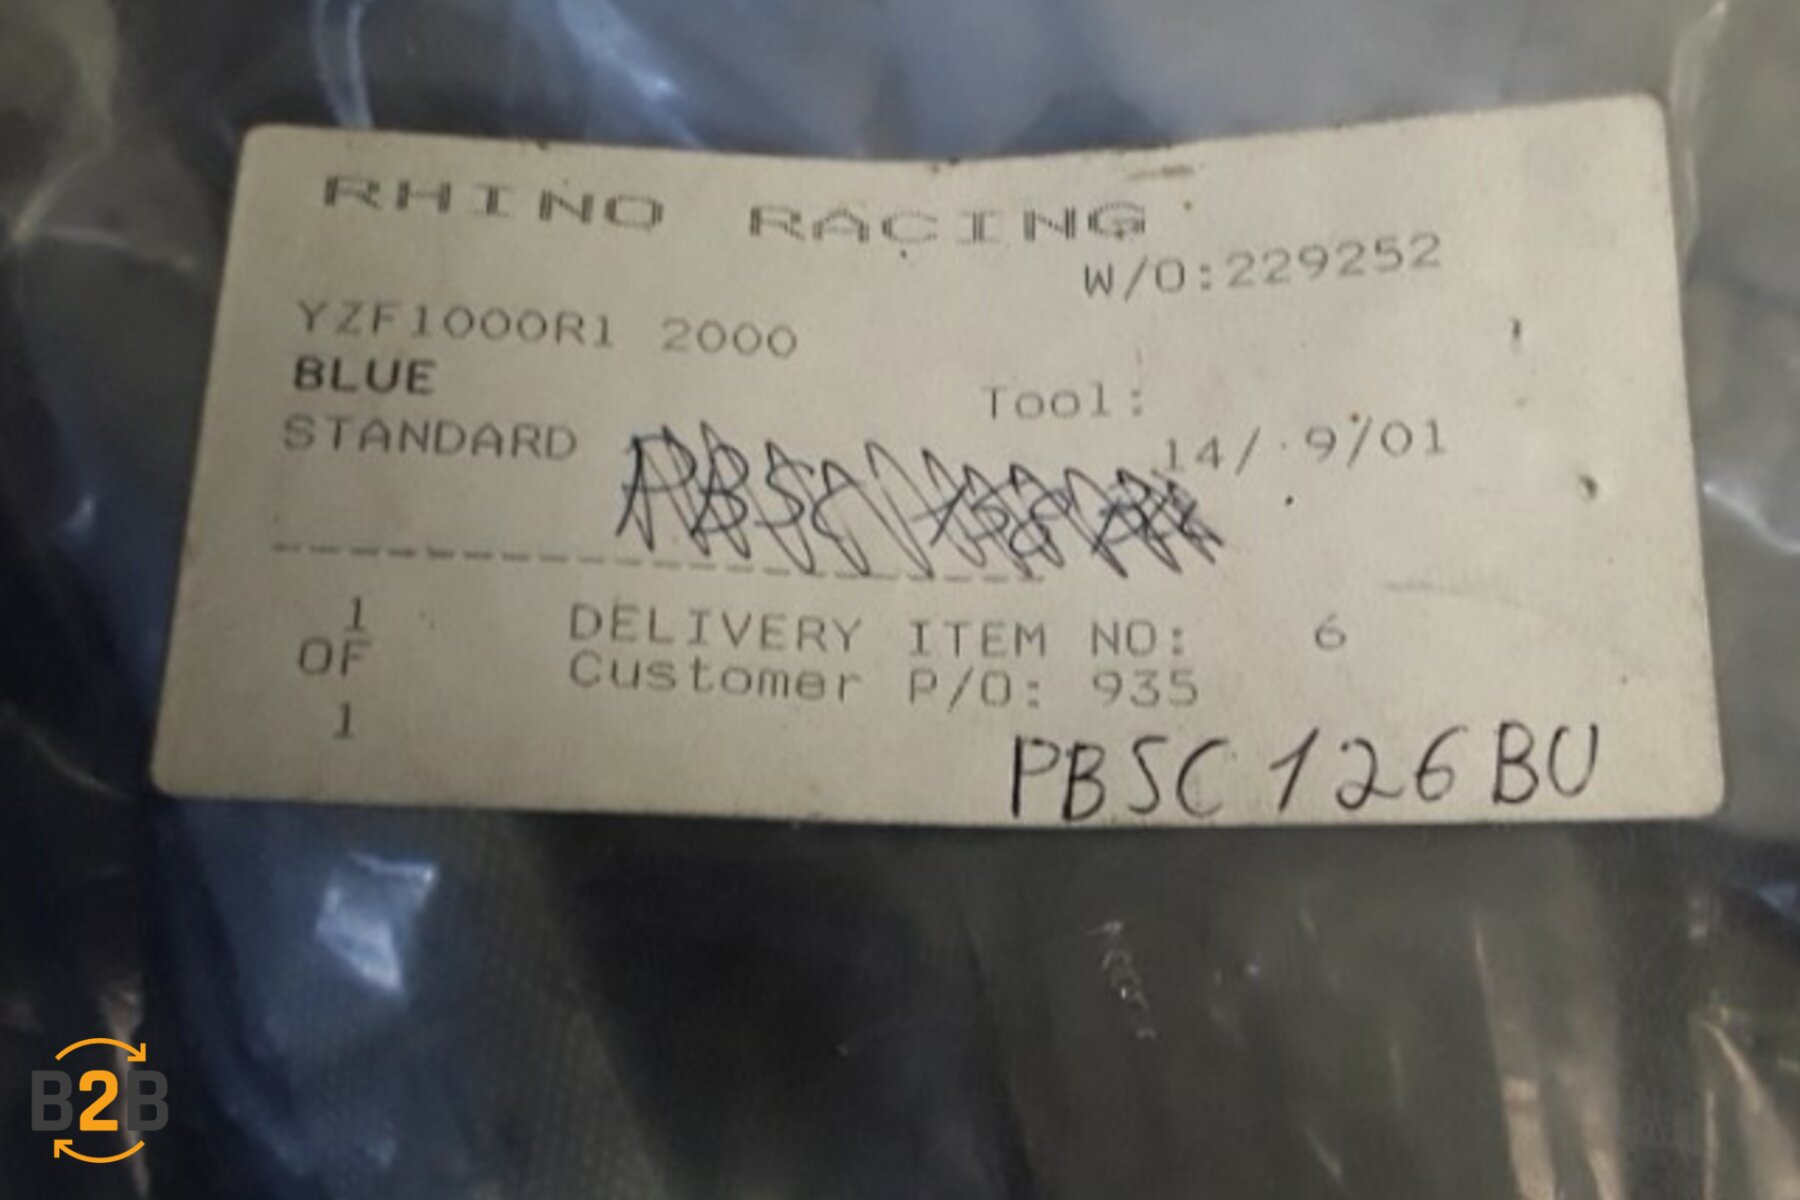 RHINO RACING
W/O:229252
YZF1000R1 2000
BLUE
Tool:
STANDARD
14/ 9/01
1
OF
1
DELIVERY ITEM NO: 6
Customer P/O: 935
PBSC 126 BU
B2B